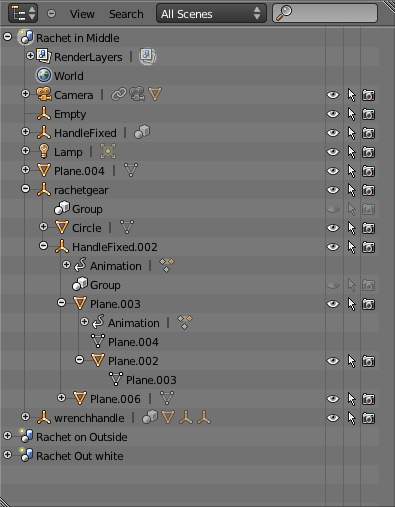 View Search All Scenes
Rachet in Middle
RenderLayers |
World
Camera |
Empty
HandleFixed |
Lamp |
Plane.004 |
rachetgear
Group
Circle |
HandleFixed.002
Animation |
Group
Plane.003
Animation |
Plane.004
Plane.002
Plane.003
Plane.006 |
wrenchhandle |
Rachet on Outside
Rachet Out white